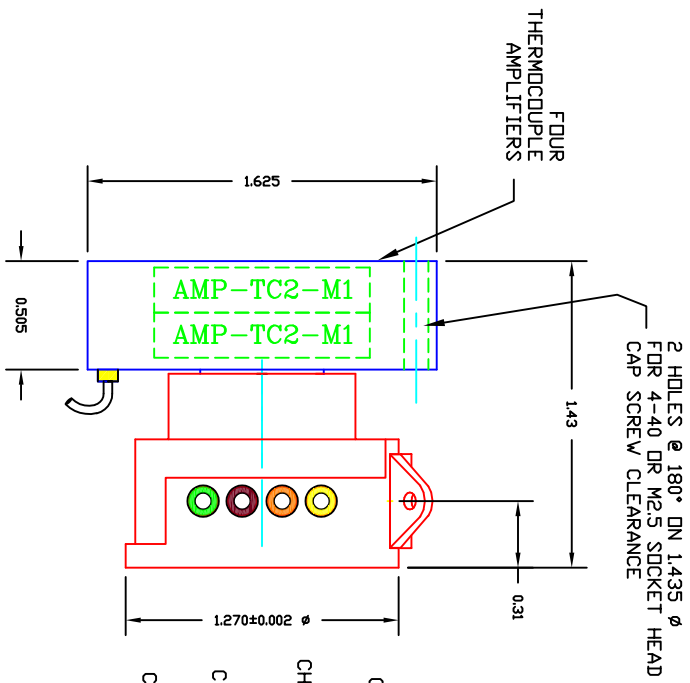 FOUR
THERMOCOUPLE
AMPLIFIERS
2 HOLES @ 180° ON 1.435 ø
FOR 4-40 OR M2.5 SOCKET HEAD
CAP SCREW CLEARANCE
1.625
0.505
AMP-TC2-M1
AMP-TC2-M1
1.43
0.31
1.270±0.002 ø
CH
C
C